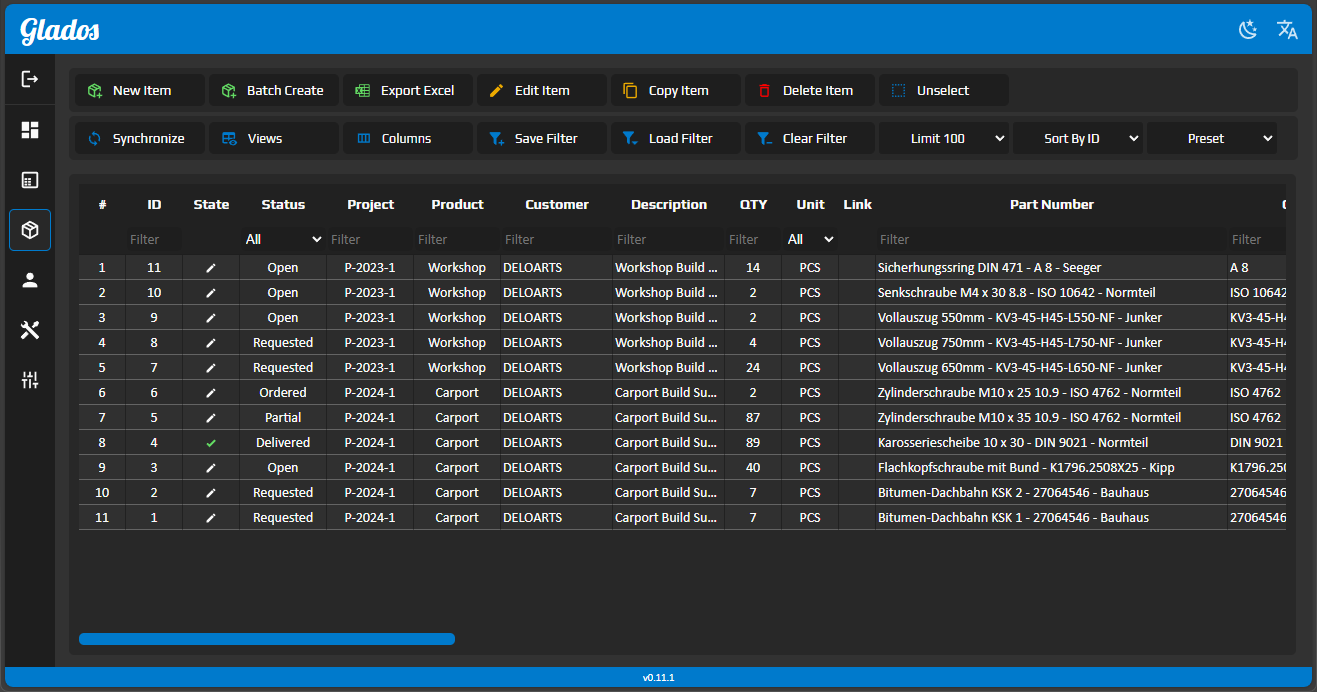 Glados
New Item Batch Create Export Excel Edit Item Copy Item Delete Item Unselect
Synchronize Views Columns Save Filter Load Filter Clear Filter Limit 100 Sort By ID Preset
# ID State Status Project Product Customer Description QTY Unit Link Part Number
Filter All Filter Filter Filter Filter Filter All Filter Filter
1 11 Open P-2023-1 Workshop DELOARTS Workshop Build ... 14 PCS Sicherhungssring DIN 471 - A 8 - Seeger A 8
2 10 Open P-2023-1 Workshop DELOARTS Workshop Build ... 2 PCS Senkschraube M4 x 30 8.8 - ISO 10642 - Normteil ISO 10642
3 9 Open P-2023-1 Workshop DELOARTS Workshop Build ... 2 PCS Vollauszug 550mm - KV3-45-H45-L550-NF - Junker KV3-45-H4
4 8 Requested P-2023-1 Workshop DELOARTS Workshop Build ... 4 PCS Vollauszug 750mm - KV3-45-H45-L750-NF - Junker KV3-45-H4
5 7 Requested P-2023-1 Workshop DELOARTS Workshop Build ... 24 PCS Vollauszug 650mm - KV3-45-H45-L650-NF - Junker KV3-45-H4
6 6 Ordered P-2024-1 Carport DELOARTS Carport Build Su... 2 PCS Zylinderschraube M10 x 25 10.9 - ISO 4762 - Normteil ISO 4762
7 5 Partial P-2024-1 Carport DELOARTS Carport Build Su... 87 PCS Zylinderschraube M10 x 35 10.9 - ISO 4762 - Normteil ISO 4762
8 4 Delivered P-2024-1 Carport DELOARTS Carport Build Su... 89 PCS Karosseriescheibe 10 x 30 - DIN 9021 - Normteil DIN 9021
9 3 Open P-2024-1 Carport DELOARTS Carport Build Su... 40 PCS Flachkopfschraube mit Bund - K1796.2508X25 - Kipp K1796.250
10 2 Requested P-2024-1 Carport DELOARTS Carport Build Su... 7 PCS Bitumen-Dachbahn KSK 2 - 27064546 - Bauhaus 27064546
11 1 Requested P-2024-1 Carport DELOARTS Carport Build Su... 7 PCS Bitumen-Dachbahn KSK 1 - 27064546 - Bauhaus 27064546
v0.11.1